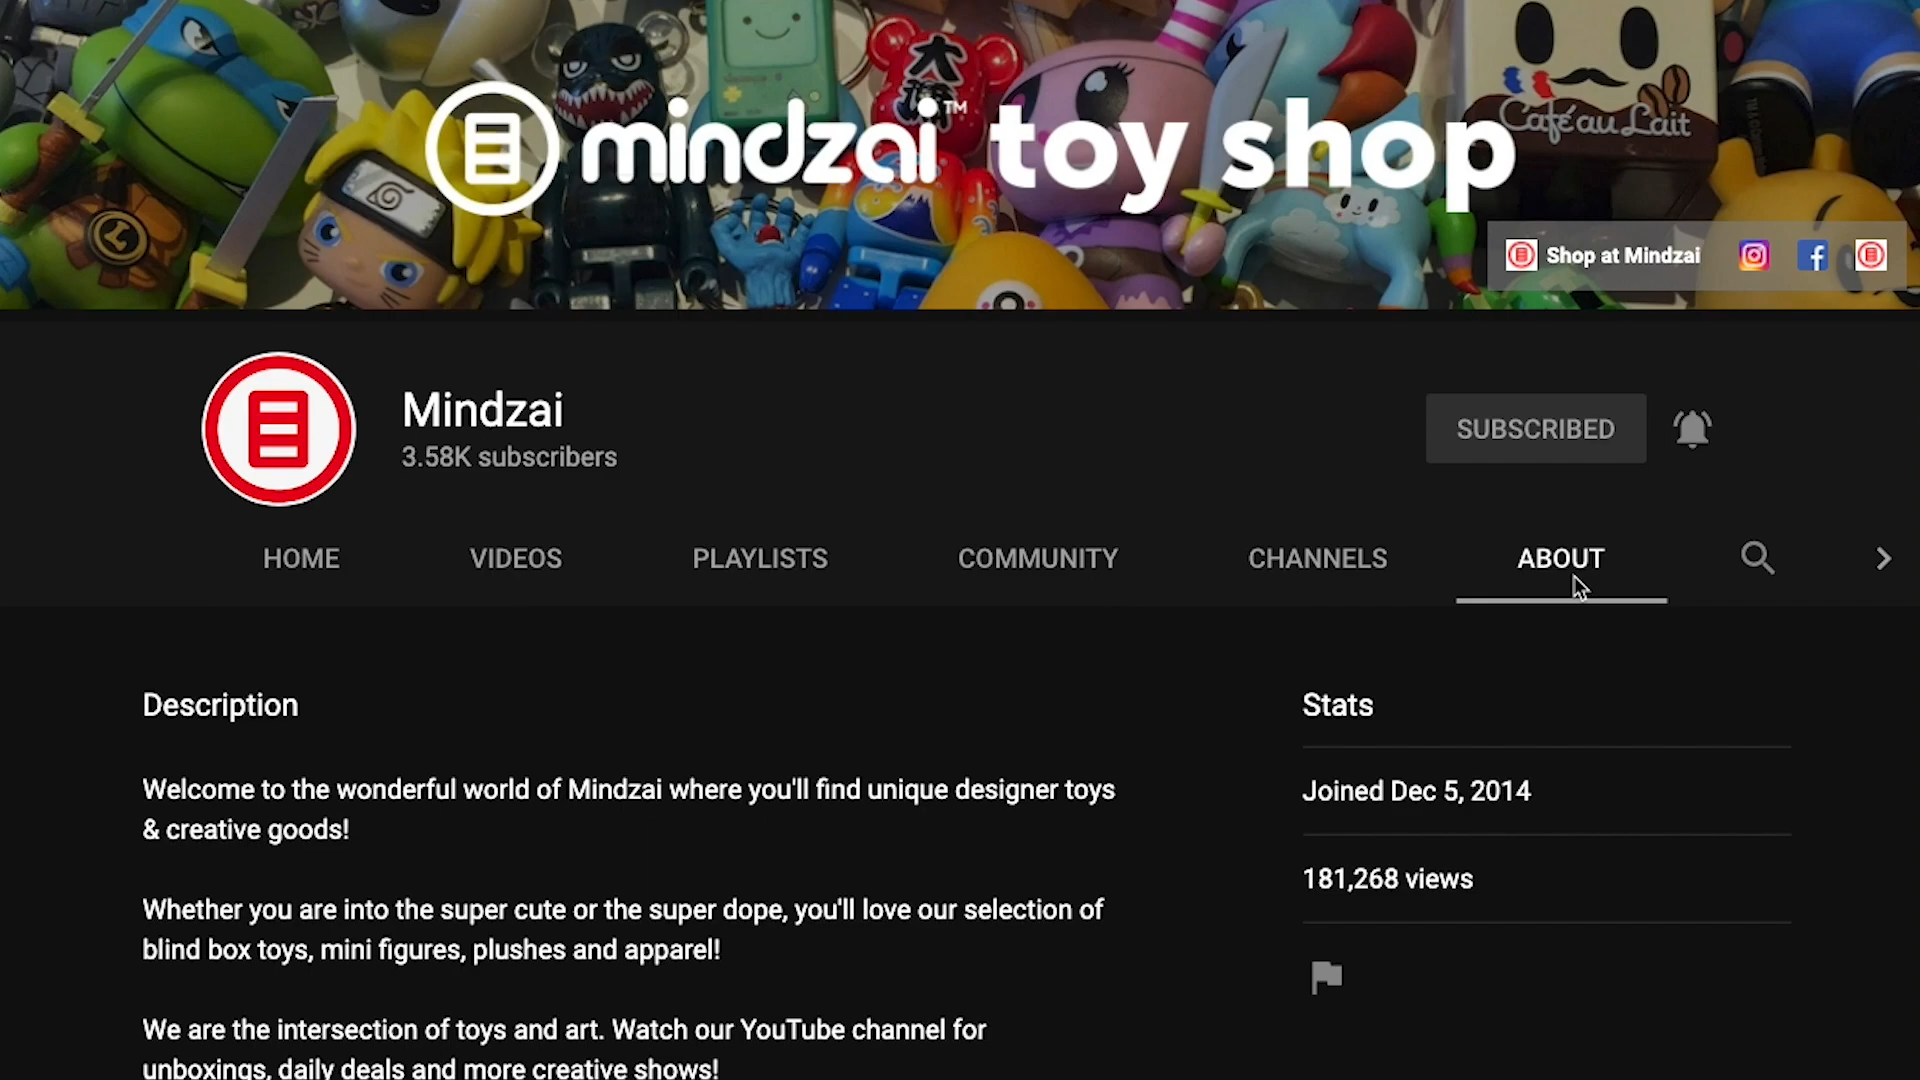 大
mindzai™ toy shop
Café au Lait
Shop at Mindzai
Mindzai
3.58K subscribers
SUBSCRIBED
HOME
VIDEOS
PLAYLISTS
COMMUNITY
CHANNELS
ABOUT
Description
Stats
Welcome to the wonderful world of Mindzai where you'll find unique designer toys
& creative goods!
Joined Dec 5, 2014
181,268 views
Whether you are into the super cute or the super dope, you'll love our selection of
blind box toys, mini figures, plushes and apparel!
We are the intersection of toys and art. Watch our YouTube channel for
unboxings, daily deals and more creative shows!